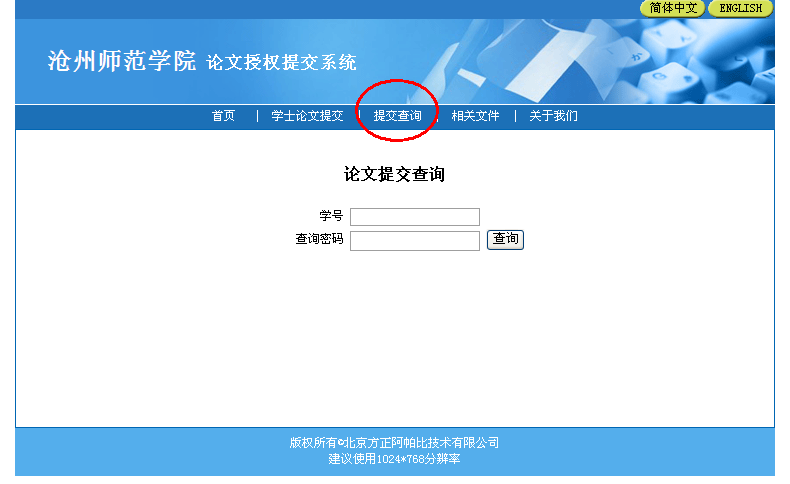 简体中文 ENGLISH
沧州师范学院 论文授权提交系统
首页 | 学士论文提交 | 提交查询 | 相关文件 | 关于我们
论文提交查询
学号
查询密码 查询
版权所有©北京方正阿帕比技术有限公司
建议使用1024*768分辨率